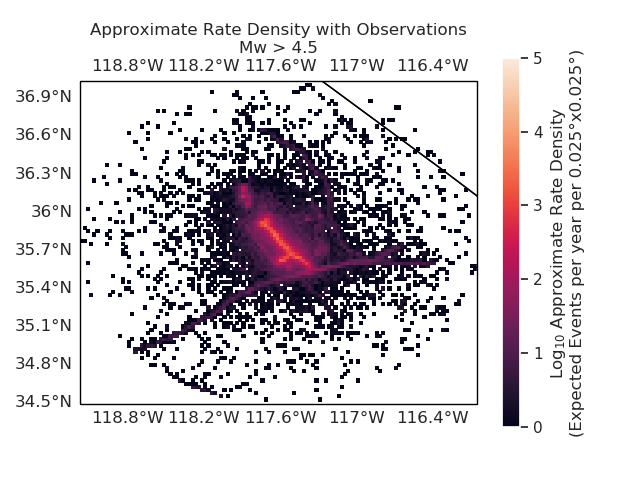 Approximate Rate Density with Observations
Mw > 4.5
118.8°W 118.2°W 117.6°W 117°W 116.4°W
36.9°N
36.6°N
36.3°N
36°N
35.7°N
35.4°N
35.1°N
34.8°N
34.5°N
118.8°W 118.2°W 117.6°W 117°W 116.4°W
5
4
3
2
1
0
Log₁₀ Approximate Rate Density
(Expected Events per year per 0.025°x0.025°)